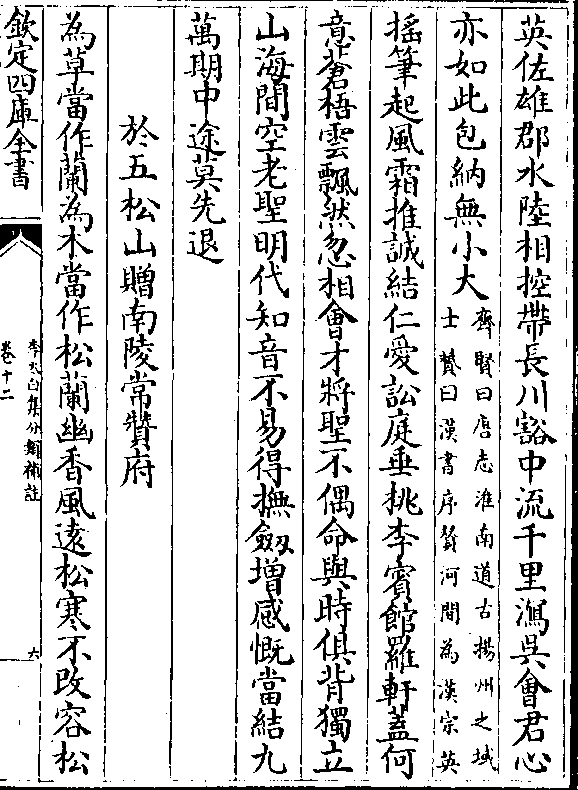 英佐雄郡水陸相控帶長川豁中流千里瀉吳會君心
亦如此包納無小大
齊賢曰唐志淮南道古揚州之域
士贇曰漢書序贊河間為漢宗英
摇筆起風霜推誠結仁愛訟庭垂桃李賓館羅軒蓋何
意蒼梧雲飄然忽相會才將聖不偶命與時俱背獨立
山海間空老聖明代知音不易得撫劔増感慨當結九
萬期中途莫先退
於五松山贈南陵常贊府
為草當作蘭為木當作松蘭幽香風逺松寒不改容松
欽定四庫全書
李太白集分類補註
卷十二
六